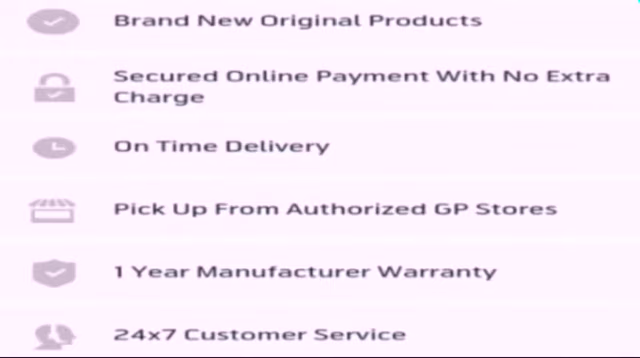 Brand New Original Products
Secured Online Payment With No Extra
Charge
On Time Delivery
Pick Up From Authorized GP Stores
1 Year Manufacturer Warranty
24x7 Customer Service